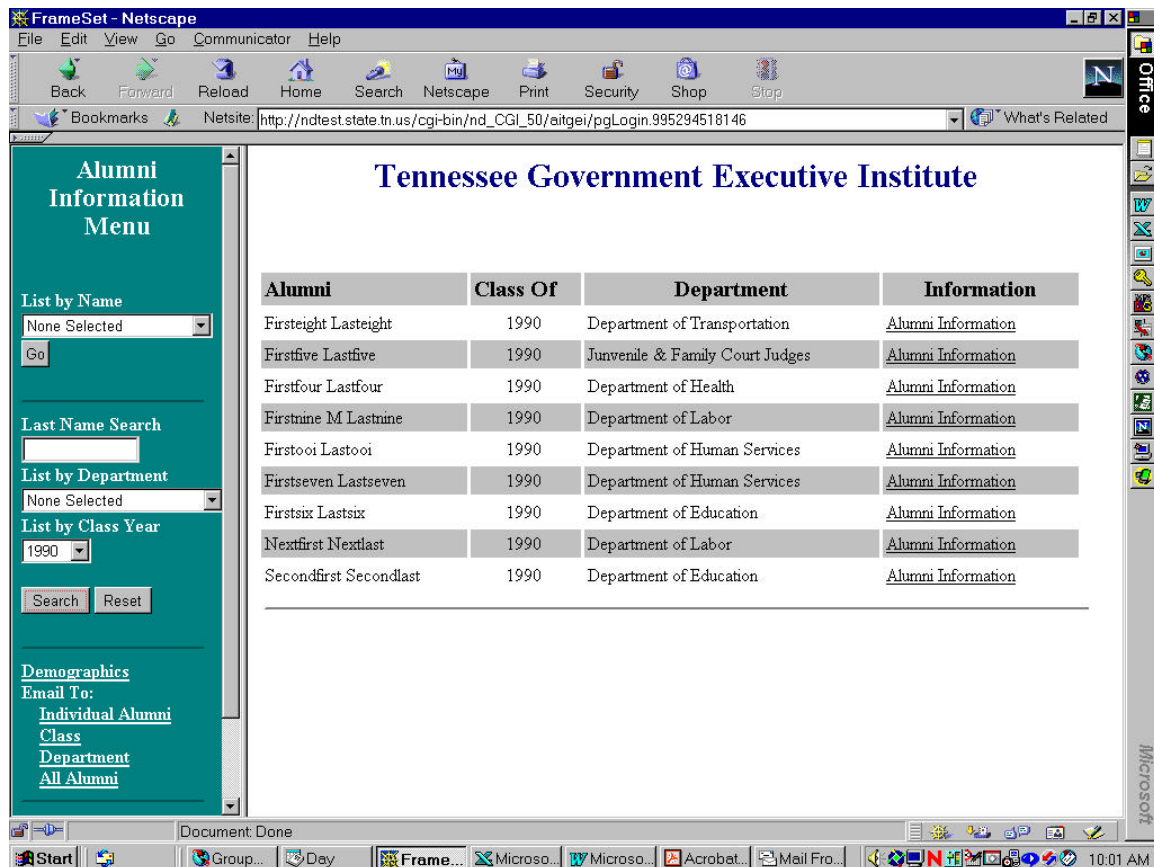 FrameSet - Netscape
File Edit View Go Communicator Help
Back Forward Reload Home Search Netscape Print Security Shop Stop
My
N
Office
Bookmarks Netsite: http://ndtest.state.tn.us/cgi-bin/nd_CGI_50/aitgei/pgLogin.995294518146 What's Related
Alumni
Information
Menu
List by Name
None Selected
Go
Last Name Search
List by Department
None Selected
List by Class Year
1990
Search Reset
Demographics
Email To:
Individual Alumni
Class
Department
All Alumni
Tennessee Government Executive Institute
Alumni Class Of Department Information
Firsteight Lasteight 1990 Department of Transportation Alumni Information
Firstfive Lastfive 1990 Junvenile & Family Court Judges Alumni Information
Firstfour Lastfour 1990 Department of Health Alumni Information
Firstnine M Lastnine 1990 Department of Labor Alumni Information
Firstooi Lastooi 1990 Department of Human Services Alumni Information
Firstseven Lastseven 1990 Department of Human Services Alumni Information
Firstsix Lastsix 1990 Department of Education Alumni Information
Nextfirst Nextlast 1990 Department of Labor Alumni Information
Secondfirst Secondlast 1990 Department of Education Alumni Information
Microsoft
Document: Done
Start Group... Day Frame... Microso... Microso... Acrobat... Mail Fro... 10:01 AM